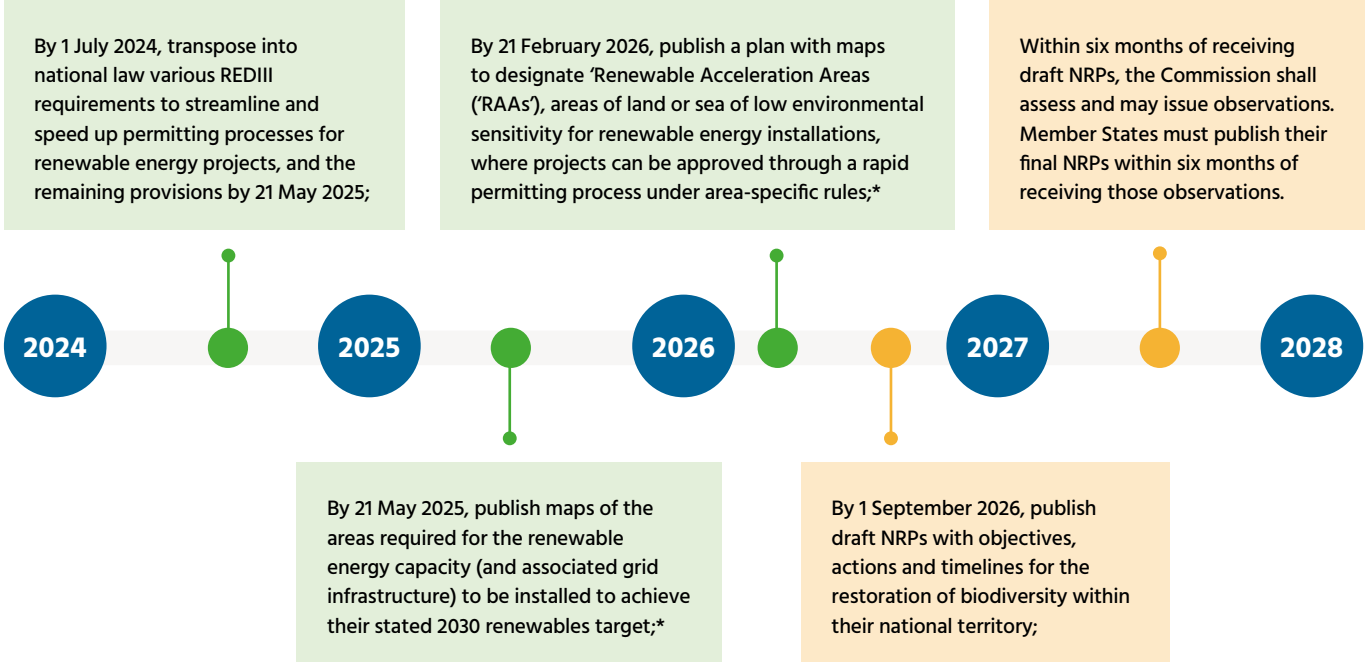 By 1 July 2024, transpose into
national law various REDIII
requirements to streamline and
speed up permitting processes for
renewable energy projects, and the
remaining provisions by 21 May 2025;
By 21 February 2026, publish a plan with maps
to designate ‘Renewable Acceleration Areas
(‘RAAs’), areas of land or sea of low environmental
sensitivity for renewable energy installations,
where projects can be approved through a rapid
permitting process under area-specific rules;*
Within six months of receiving
draft NRPs, the Commission shall
assess and may issue observations.
Member States must publish their
final NRPs within six months of
receiving those observations.
2024
2025
2026
2027
2028
By 21 May 2025, publish maps of the
areas required for the renewable
energy capacity (and associated grid
infrastructure) to be installed to achieve
their stated 2030 renewables target;*
By 1 September 2026, publish
draft NRPs with objectives,
actions and timelines for the
restoration of biodiversity within
their national territory;